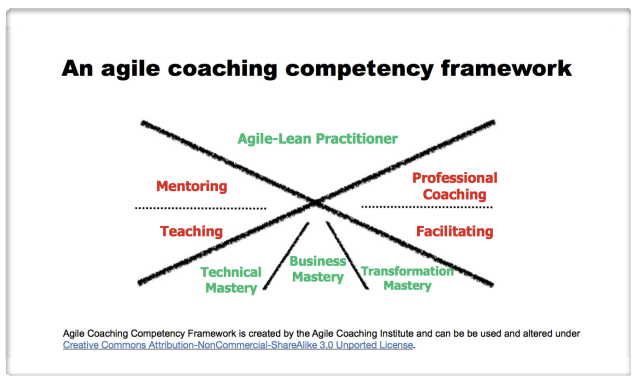 An agile coaching competency framework
Agile-Lean Practitioner
Mentoring
Professional
Coaching
Teaching
Facilitating
Technical
Mastery
Business
Mastery
Transformation
Mastery
Agile Coaching Competency Framework is created by the Agile Coaching Institute and can be be used and altered under
Creative Commons Attribution-NonCommercial-ShareAlike 3.0 Unported License.